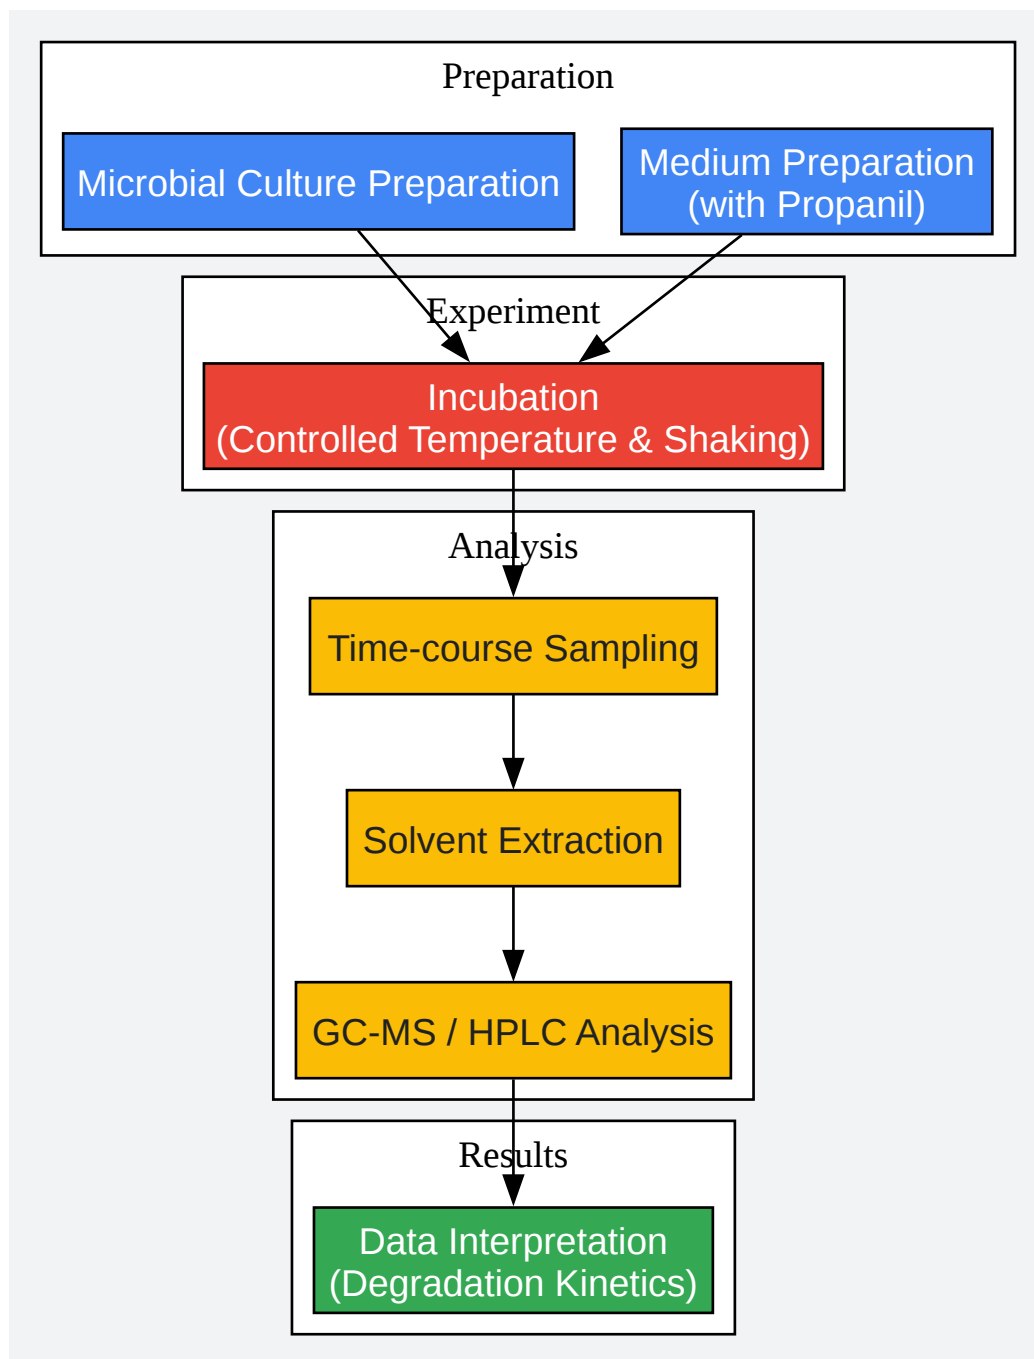 Preparation
Microbial Culture Preparation
Medium Preparation
(with Propanil)
Experiment
Incubation
(Controlled Temperature & Shaking)
Analysis
Time-course Sampling
Solvent Extraction
GC-MS / HPLC Analysis
Results
Data Interpretation
(Degradation Kinetics)